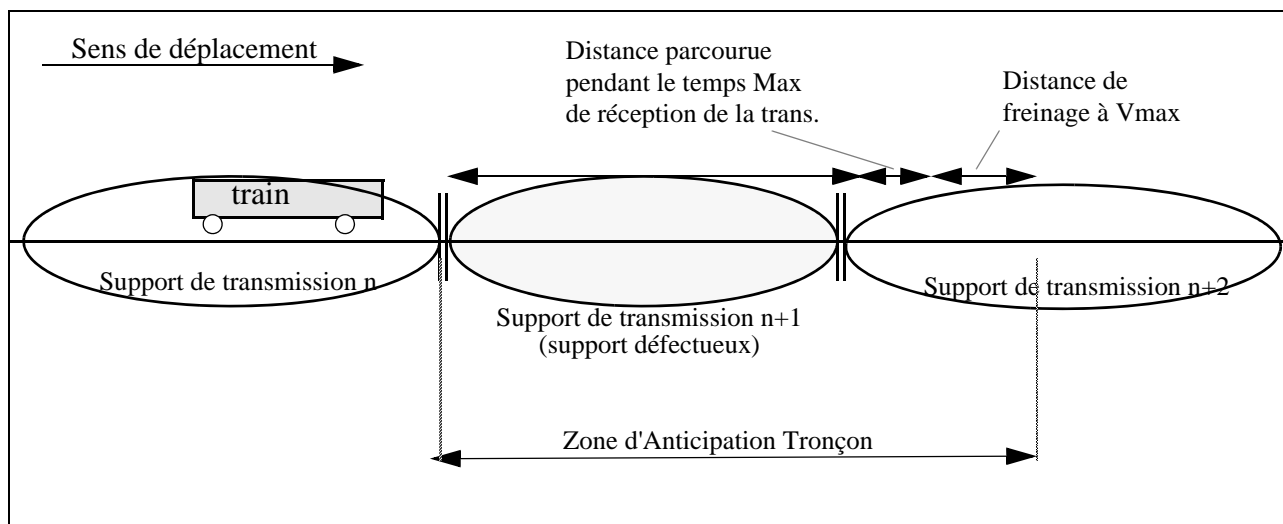 Sens de déplacement
Distance parcourue
pendant le temps Max
de réception de la trans.
Distance de
freinage à Vmax
train
Support de transmission n
Support de transmission n+1
(support défectueux)
Support de transmission n+2
Zone d'Anticipation Tronçon